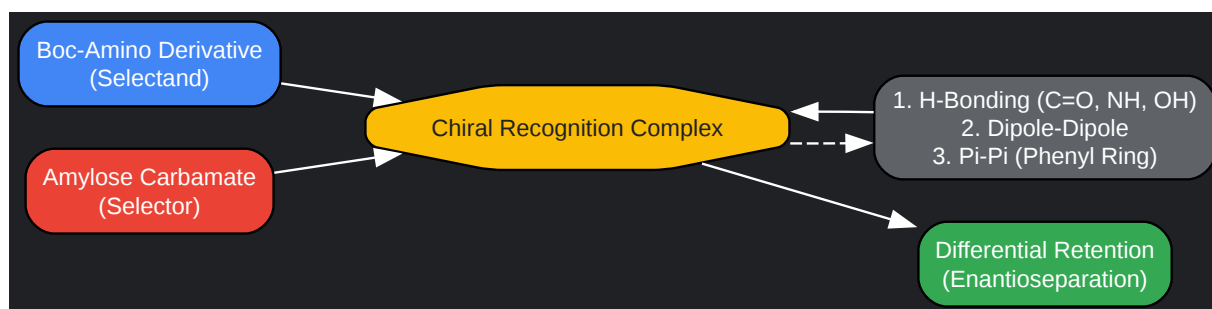 Boc-Amino Derivative
(Selectand)
Amylose Carbamate
(Selector)
Chiral Recognition Complex
1. H-Bonding (C=O, NH, OH)
2. Dipole-Dipole
3. Pi-Pi (Phenyl Ring)
Differential Retention
(Enantioseparation)